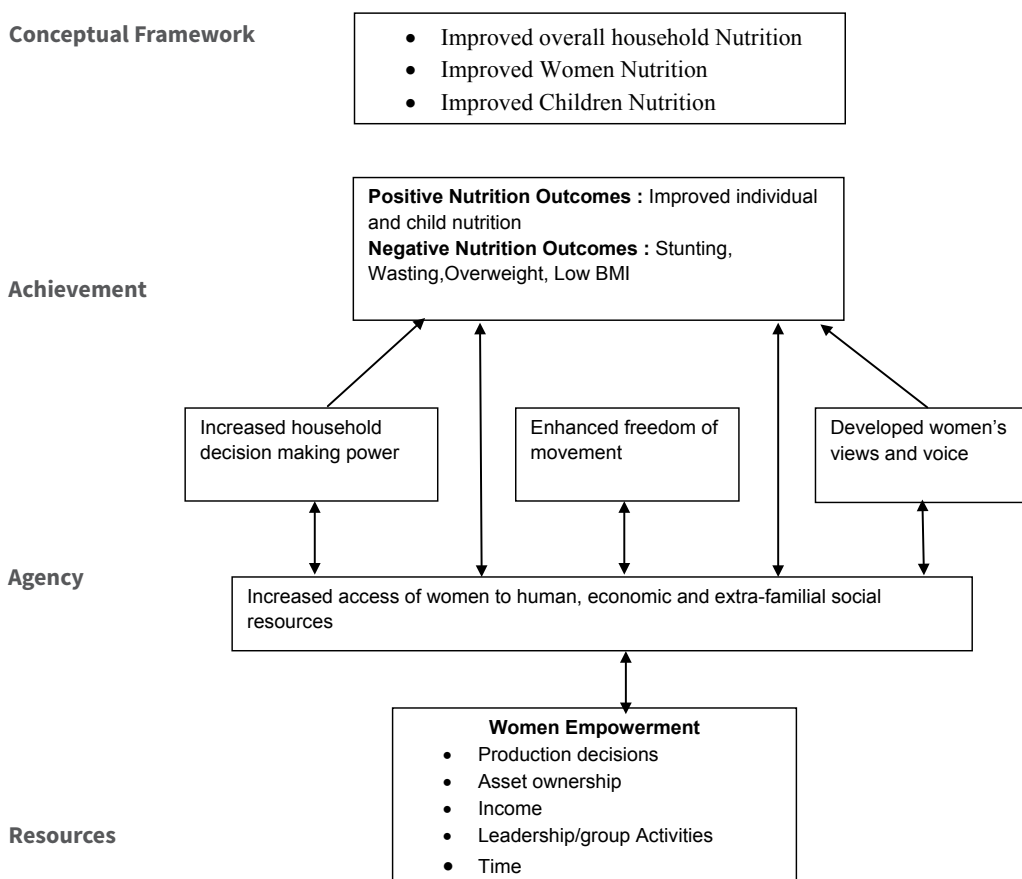 Conceptual Framework
• Improved overall household Nutrition
• Improved Women Nutrition
• Improved Children Nutrition
Positive Nutrition Outcomes : Improved individual
and child nutrition
Negative Nutrition Outcomes : Stunting,
Wasting,Overweight, Low BMI
Achievement
Increased household
decision making power
Enhanced freedom of
movement
Developed women’s
views and voice
Agency
Increased access of women to human, economic and extra-familial social
resources
Women Empowerment
• Production decisions
• Asset ownership
• Income
• Leadership/group Activities
• Time
Resources